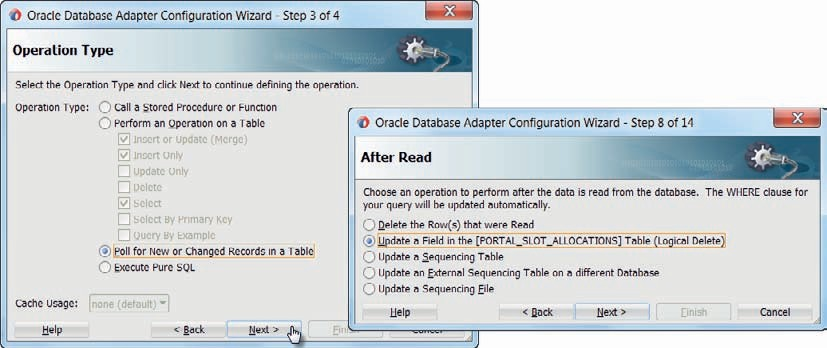 Oracle Database Adapter Configuration Wizard - Step 3 of 4
Operation Type
Select the Operation Type and click Next to continue defining the operation.
Operation Type:
Call a Stored Procedure or Function
Perform an Operation on a Table
Insert or Update (Merge)
Insert Only
Update Only
Delete
Select
Select By Primary Key
Query By Example
Poll for New or Changed Records in a Table
Execute Pure SQL
Cache Usage: none (default)
Help < Back Next > Finish Cancel
Oracle Database Adapter Configuration Wizard - Step 8 of 14
After Read
Choose an operation to perform after the data is read from the database. The WHERE clause for
your query will be updated automatically.
Delete the Row(s) that were Read
Update a Field in the [PORTAL_SLOT_ALLOCATIONS] Table (Logical Delete)
Update a Sequencing Table
Update an External Sequencing Table on a different Database
Update a Sequencing File
Help < Back Next > Finish Cancel